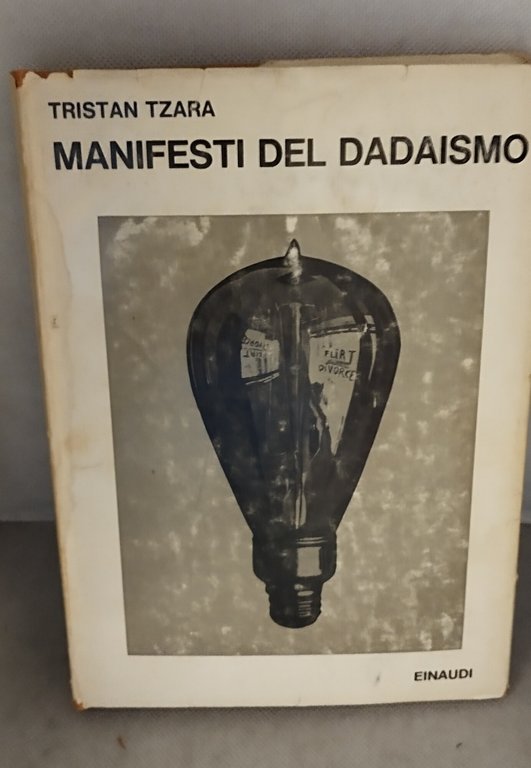 TRISTAN TZARA
MANIFESTI DEL DADAISMO
FLiRT
DiVORCE
EINAUDI